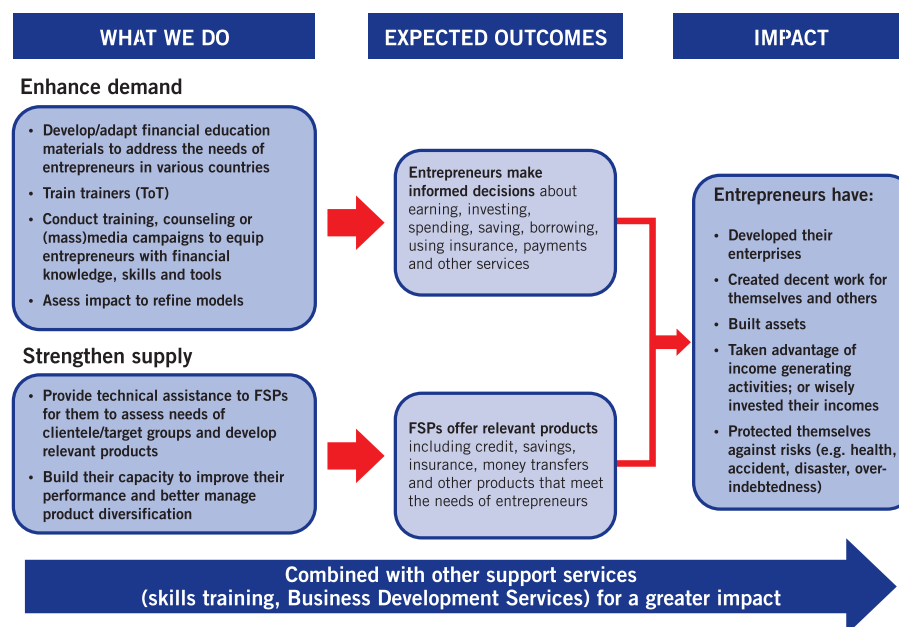 WHAT WE DO
EXPECTED OUTCOMES
IMPACT
Enhance demand
• Develop/adapt financial education
materials to address the needs of
entrepreneurs in various countries
• Train trainers (ToT)
• Conduct training, counseling or
(mass)media campaigns to equip
entrepreneurs with financial
knowledge, skills and tools
• Asess impact to refine models
Strengthen supply
• Provide technical assistance to FSPs
for them to assess needs of
clientele/target groups and develop
relevant products
• Build their capacity to improve their
performance and better manage
product diversification
Entrepreneurs make
informed decisions about
earning, investing,
spending, saving, borrowing,
using insurance, payments
and other services
FSPs offer relevant products
including credit, savings,
insurance, money transfers
and other products that meet
the needs of entrepreneurs
Entrepreneurs have:
• Developed their
enterprises
• Created decent work for
themselves and others
• Built assets
• Taken advantage of
income generating
activities; or wisely
invested their incomes
• Protected themselves
against risks (e.g. health,
accident, disaster, over-
indebtedness)
Combined with other support services
(skills training, Business Development Services) for a greater impact